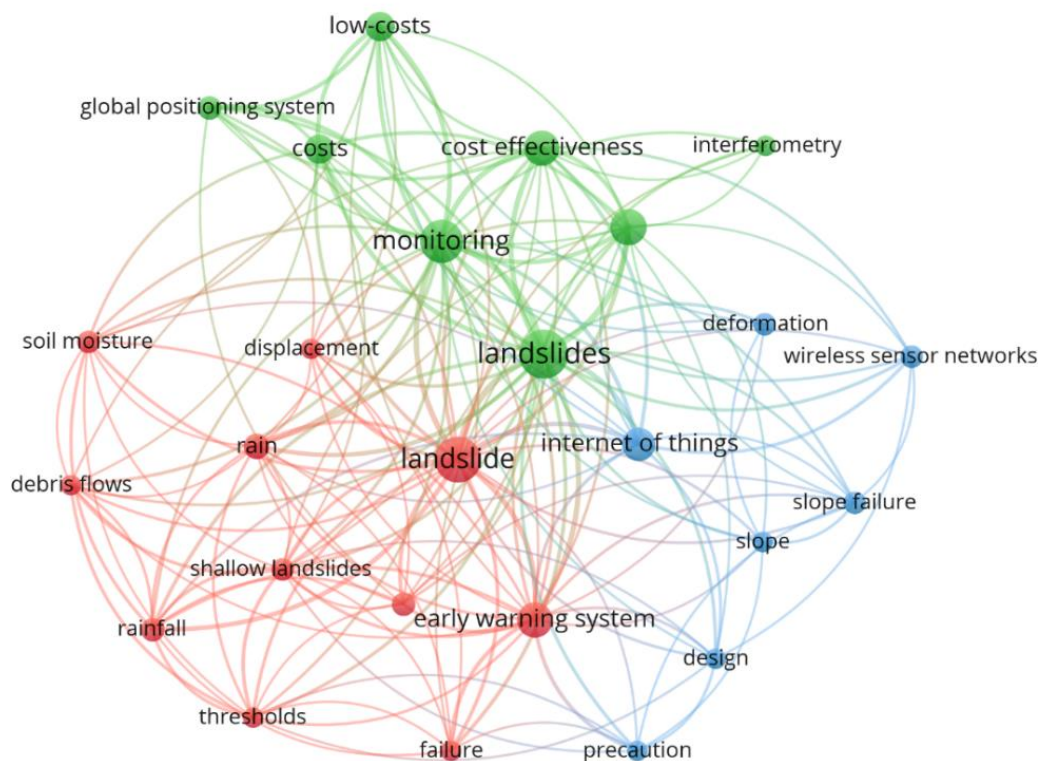 low-costs
global positioning system
costs
cost effectiveness
interferometry
monitoring
deformation
soil moisture
displacement
landslides
wireless sensor networks
rain
landslide
internet of things
debris flows
slope failure
slope
shallow landslides
early warning system
rainfall
design
thresholds
failure
precaution